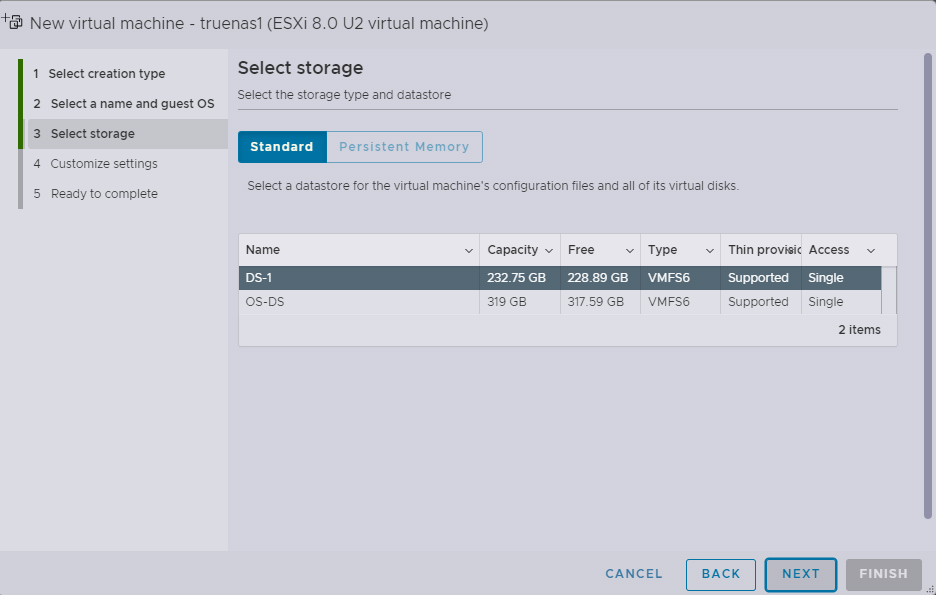 New virtual machine - truenas1 (ESXi 8.0 U2 virtual machine)
1 Select creation type
2 Select a name and guest OS
3 Select storage
4 Customize settings
5 Ready to complete
Select storage
Select the storage type and datastore
Standard Persistent Memory
Select a datastore for the virtual machine's configuration files and all of its virtual disks.
Name Capacity Free Type Thin provisic Access
DS-1 232.75 GB 228.89 GB VMFS6 Supported Single
OS-DS 319 GB 317.59 GB VMFS6 Supported Single
2 items
CANCEL BACK NEXT FINISH